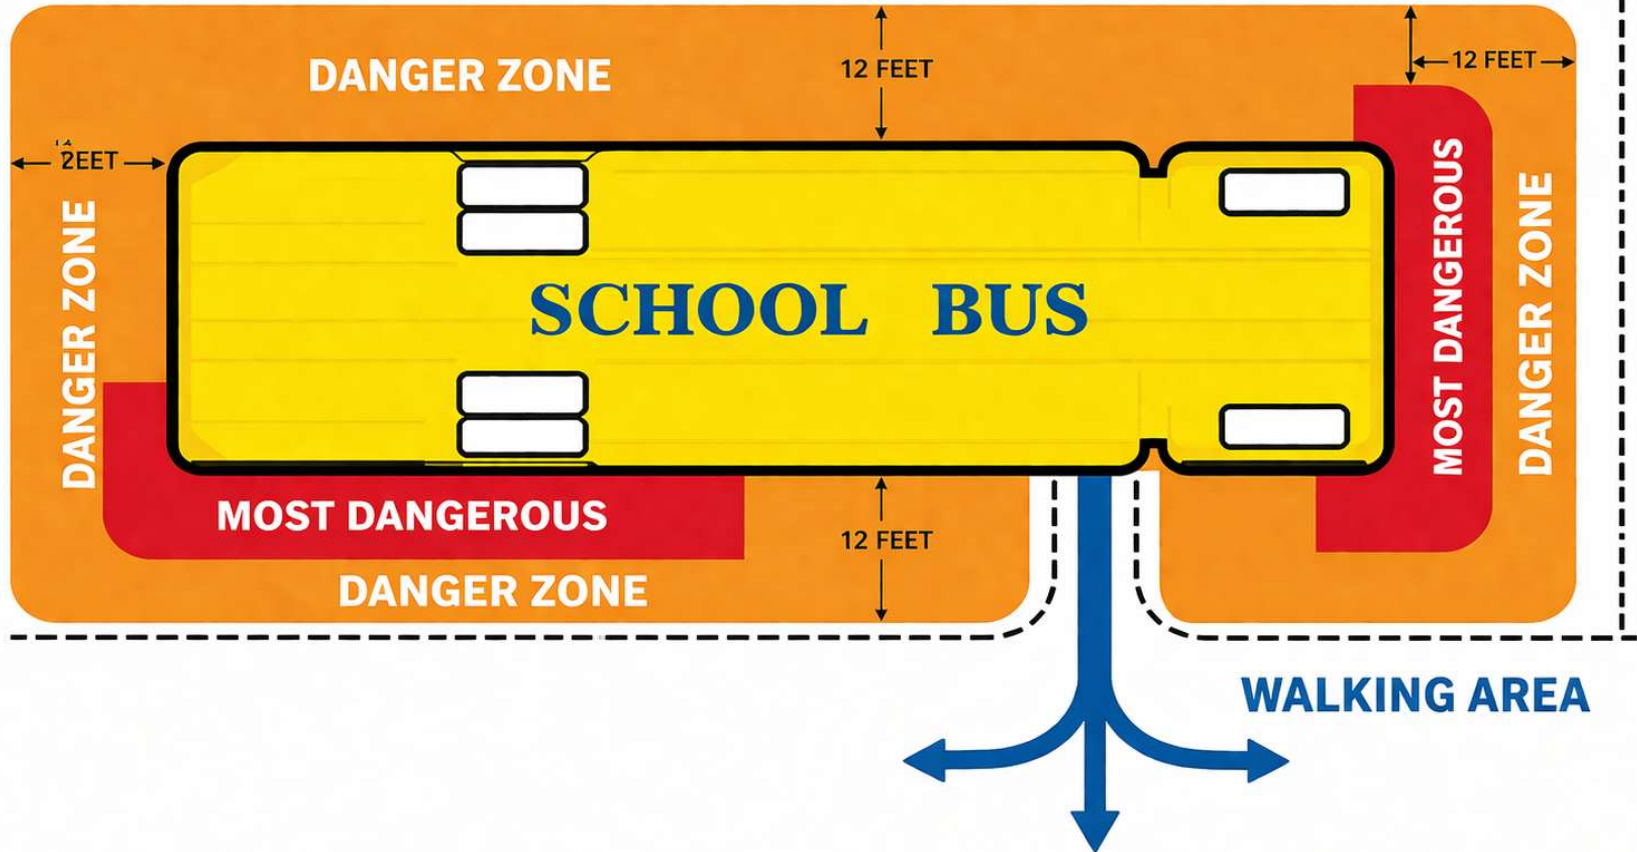 DANGER ZONE
12 FEET
12 FEET
2EET
DANGER ZONE
SCHOOL BUS
MOST DANGEROUS
DANGER ZONE
MOST DANGEROUS
12 FEET
DANGER ZONE
WALKING AREA